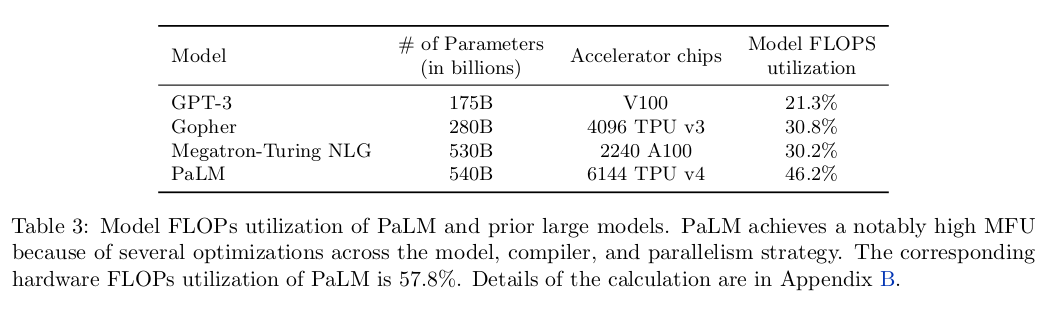 Model # of Parameters (in billions) Accelerator chips Model FLOPS utilization
GPT-3 175B V100 21.3%
Gopher 280B 4096 TPU v3 30.8%
Megatron-Turing NLG 530B 2240 A100 30.2%
PaLM 540B 6144 TPU v4 46.2%
Table 3: Model FLOPs utilization of PaLM and prior large models. PaLM achieves a notably high MFU
because of several optimizations across the model, compiler, and parallelism strategy. The corresponding
hardware FLOPs utilization of PaLM is 57.8%. Details of the calculation are in Appendix B.